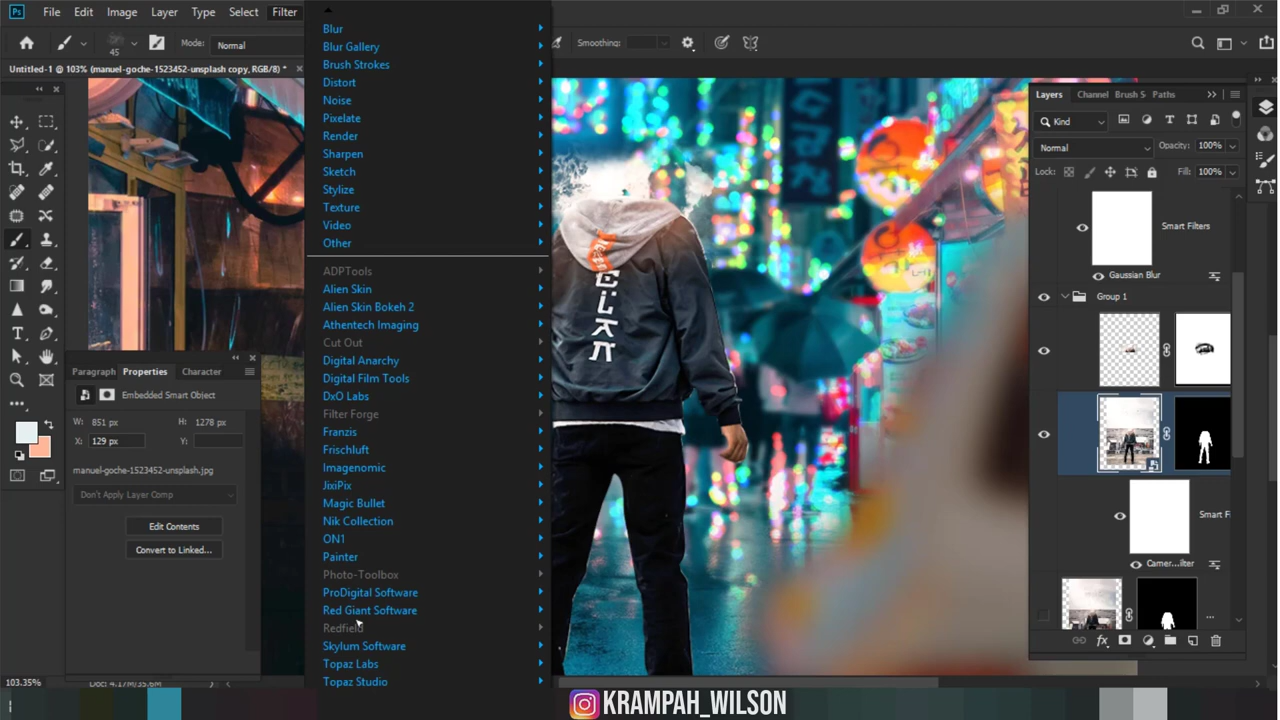 Ps File Edit Image Layer Type Select Filter
45 Mode: Normal Smoothing:
Untitled-1 @ 103% (manuel-goche-1523452-unsplash copy, RGB/8) *
Blur
Blur Gallery
Brush Strokes
Distort
Noise
Pixelate
Render
Sharpen
Sketch
Stylize
Texture
Video
Other
ADPTools
Alien Skin
Alien Skin Bokeh 2
Athentech Imaging
Cut Out
Digital Anarchy
Digital Film Tools
DxO Labs
Filter Forge
Franzis
Frischluft
Imagenomic
JixiPix
Magic Bullet
Nik Collection
ON1
Painter
Photo-Toolbox
ProDigital Software
Red Giant Software
Redfield
Skylum Software
Topaz Labs
Topaz Studio
Paragraph Properties Character
Embedded Smart Object
W: 851 px H: 1278 px
X: 129 px Y:
manuel-goche-1523452-unsplash.jpg
Don't Apply Layer Comp
Edit Contents
Convert to Linked...
Layers Channel Brush S Paths
Kind
Normal Opacity: 100%
Lock: Fill: 100%
Smart Filters
Gaussian Blur
Group 1
Smart F
Camer...ilter
fx
103.35% Doc: 4.17M/35.6M
KRAMPAH_WILSON